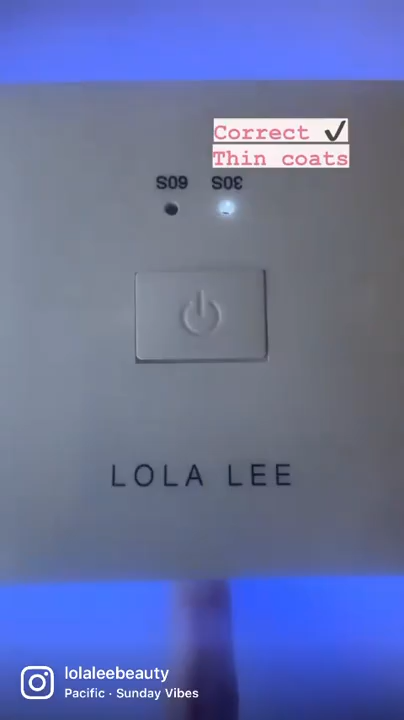 Correct ✔
Thin coats
60S 30S
LOLA LEE
lolaleebeauty
Pacific · Sunday Vibes